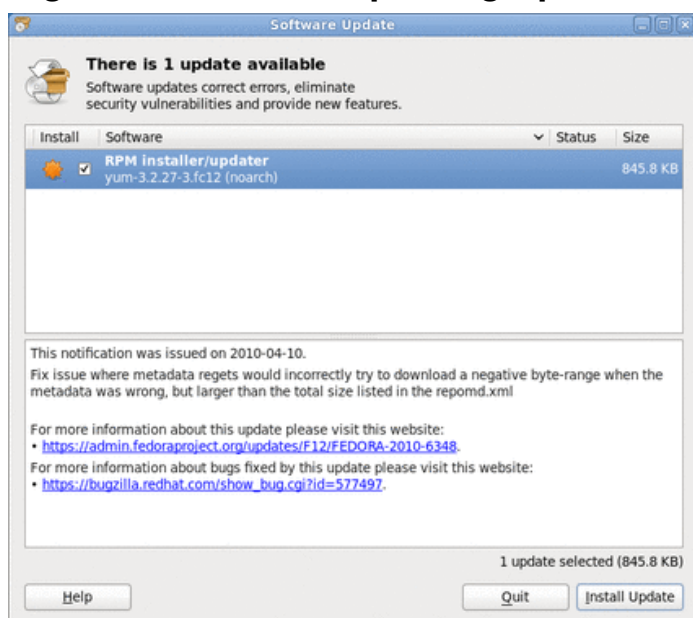 Software Update
There is 1 update available
Software updates correct errors, eliminate
security vulnerabilities and provide new features.
Install Software Status Size
RPM installer/updater
yum-3.2.27-3.fc12 (noarch) 845.8 KB
This notification was issued on 2010-04-10.
Fix issue where metadata regets would incorrectly try to download a negative byte-range when the
metadata was wrong, but larger than the total size listed in the repomd.xml
For more information about this update please visit this website:
• https://admin.fedoraproject.org/updates/F12/FEDORA-2010-6348.
For more information about bugs fixed by this update please visit this website:
• https://bugzilla.redhat.com/show_bug.cgi?id=577497.
1 update selected (845.8 KB)
Help Quit Install Update